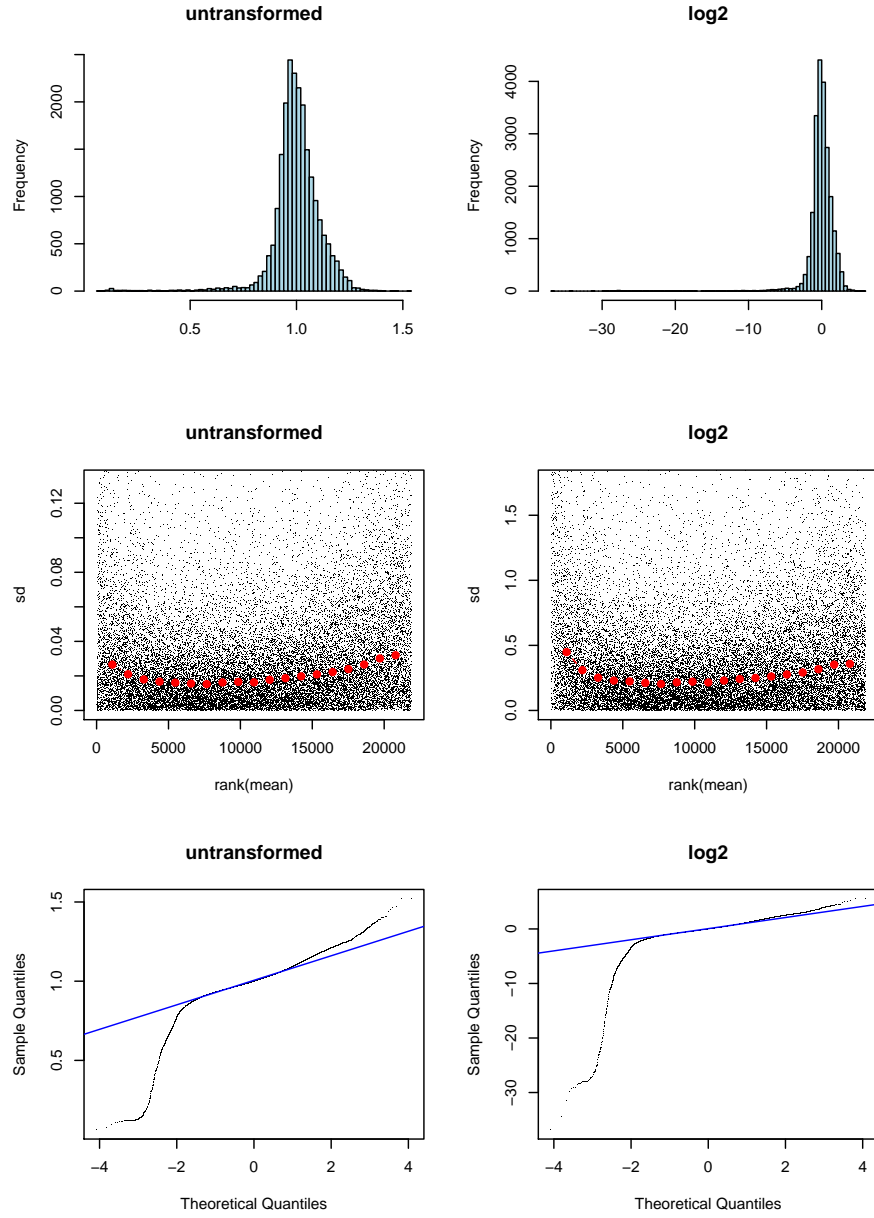 untransformed
Frequency
0 500 1000 2000
0.5 1.0 1.5
log2
Frequency
0 1000 2000 3000 4000
−30 −20 −10 0
untransformed
sd
0.00 0.04 0.08 0.12
0 5000 10000 15000 20000
rank(mean)
log2
sd
0.0 0.5 1.0 1.5
0 5000 10000 15000 20000
rank(mean)
untransformed
Sample Quantiles
0.5 1.0 1.5
−4 −2 0 2 4
Theoretical Quantiles
log2
Sample Quantiles
−30 −20 −10 0
−4 −2 0 2 4
Theoretical Quantiles